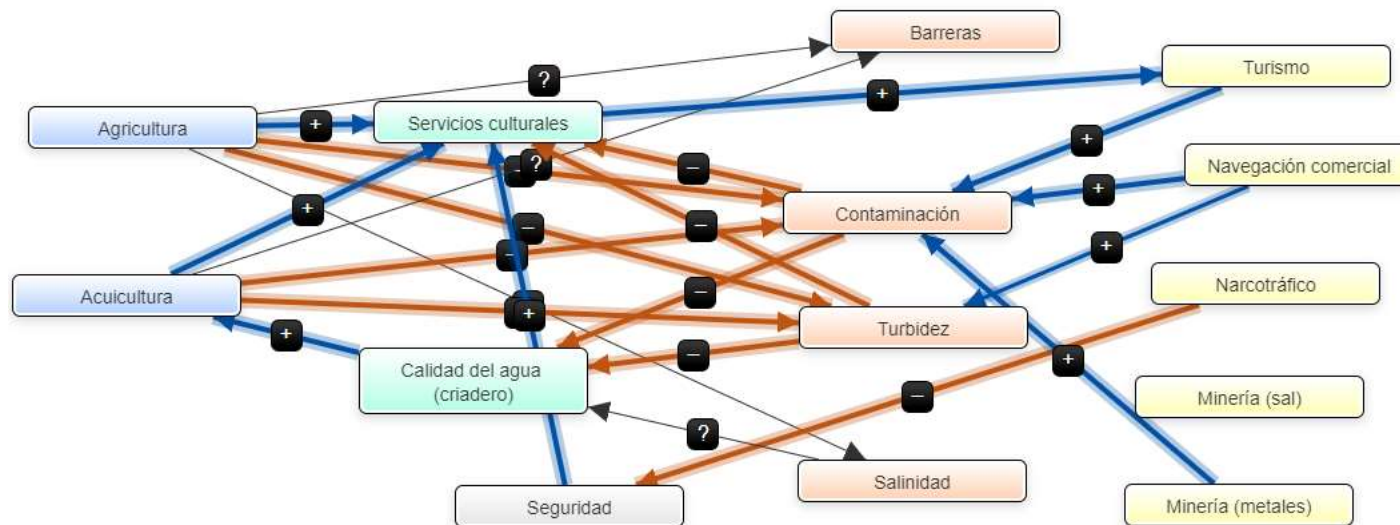 Barreras
Turismo
?
+
Agricultura
+
Servicios culturales
+
–
?
–
Navegación comercial
+
+
Contaminación
–
–
+
–
Narcotráfico
Acuicultura
–
+
Turbidez
+
–
+
Calidad del agua
(criadero)
–
Minería (sal)
?
Salinidad
Seguridad
Minería (metales)